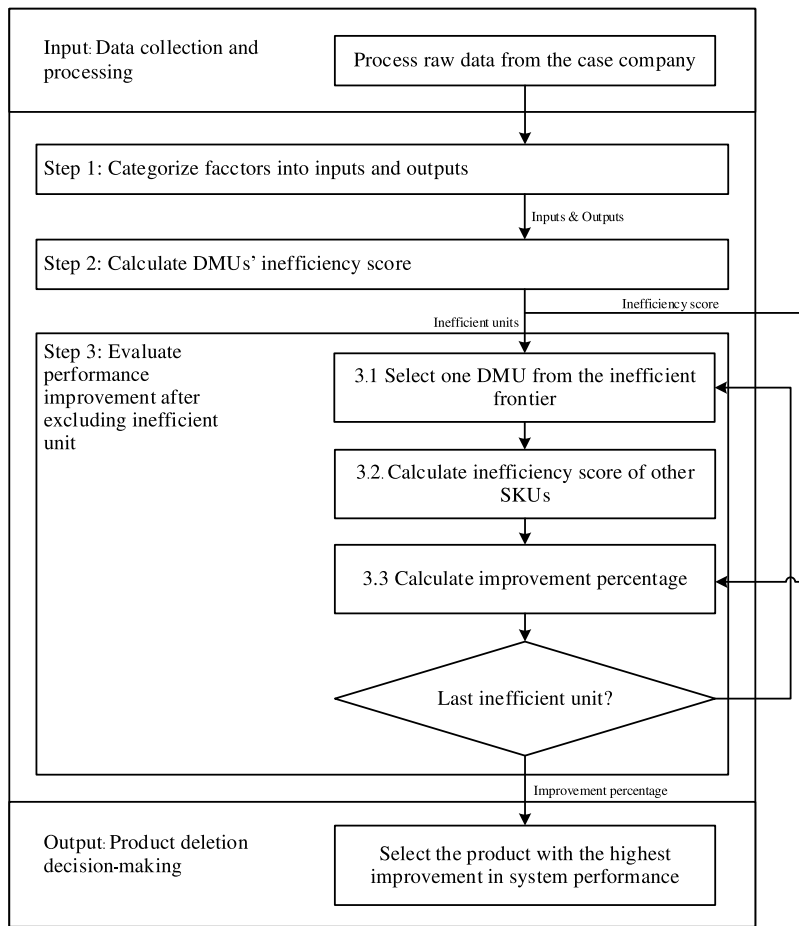 Input: Data collection and
processing
Process raw data from the case company
Step 1: Categorize facctors into inputs and outputs
Inputs & Outputs
Step 2: Calculate DMUs’ inefficiency score
Inefficiency score
Inefficient units
Step 3: Evaluate
performance
improvement after
excluding inefficient
unit
3.1 Select one DMU from the inefficient
frontier
3.2. Calculate inefficiency score of other
SKUs
3.3 Calculate improvement percentage
Last inefficient unit?
Improvement percentage
Output: Product deletion
decision-making
Select the product with the highest
improvement in system performance